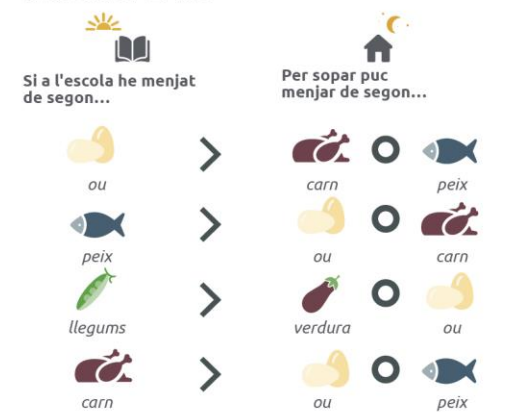 Si a l'escola he menjat
de segon...
Per sopar puc
menjar de segon...
ou
carn
peix
peix
ou
carn
llegums
verdura
ou
carn
ou
peix